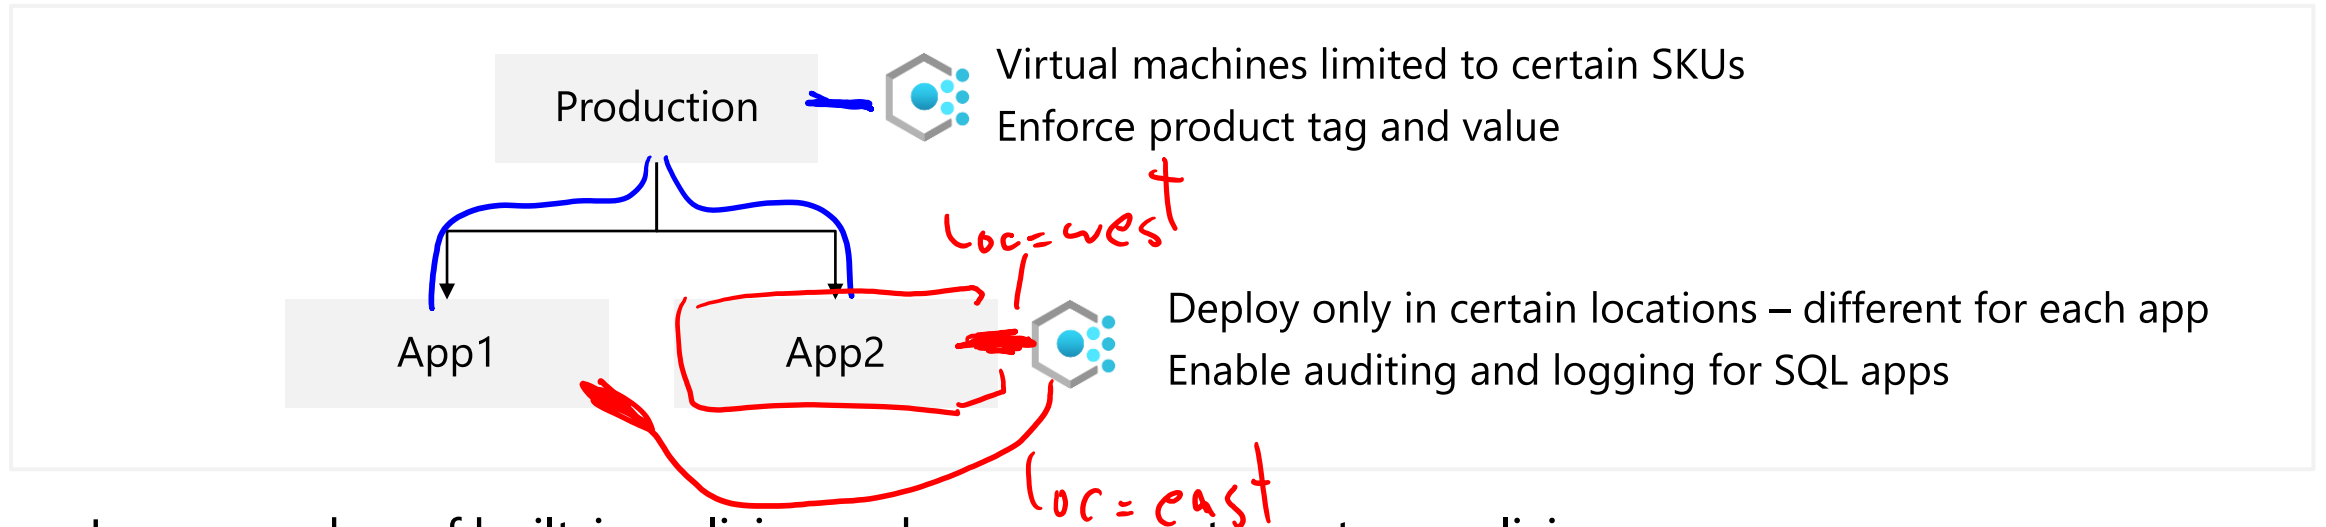 Virtual machines limited to certain SKUs
Production
Enforce product tag and value
loc=west
Deploy only in certain locations – different for each app
App1
App2
Enable auditing and logging for SQL apps
loc=east